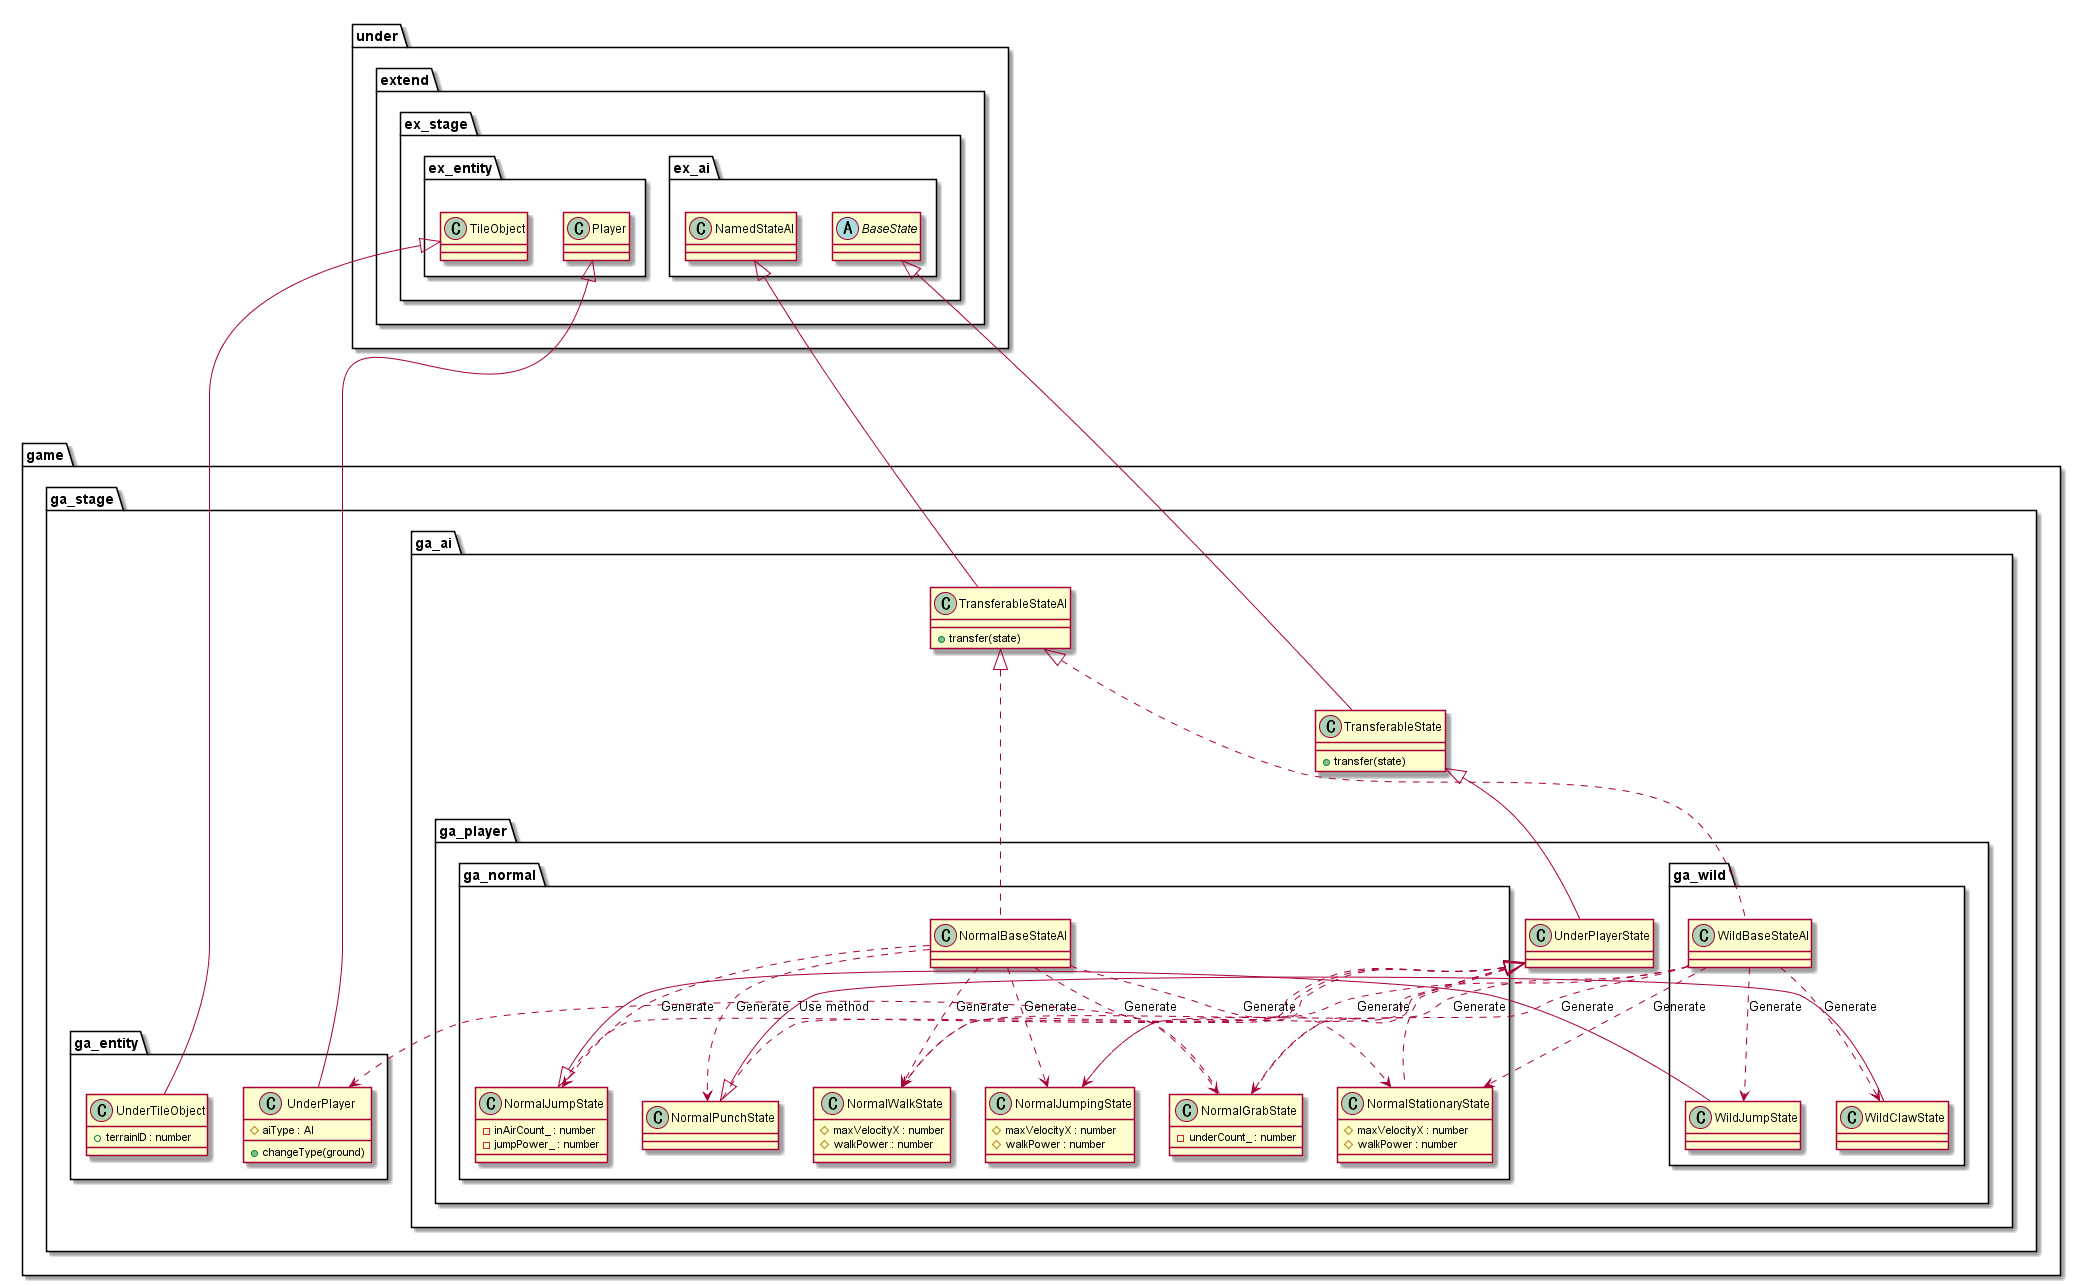 under
extend
ex_stage
ex_entity
ex_ai
TileObject
Player
NamedStateAI
BaseState
game
ga_stage
ga_ai
TransferableStateAI
transfer(state)
TransferableState
transfer(state)
ga_player
ga_normal
ga_wild
NormalBaseStateAI
UnderPlayerState
WildBaseStateAI
Generate
Generate
Use method
Generate
Generate
Generate
Generate
Generate
Generate
Generate
Generate
Generate
Generate
ga_entity
UnderTileObject
terrainID : number
UnderPlayer
aiType : AI
changeType(ground)
NormalJumpState
inAirCount_ : number
jumpPower_ : number
NormalPunchState
NormalWalkState
maxVelocityX : number
walkPower : number
NormalJumpingState
maxVelocityX : number
walkPower : number
NormalGrabState
underCount_ : number
NormalStationaryState
maxVelocityX : number
walkPower : number
WildJumpState
WildClawState